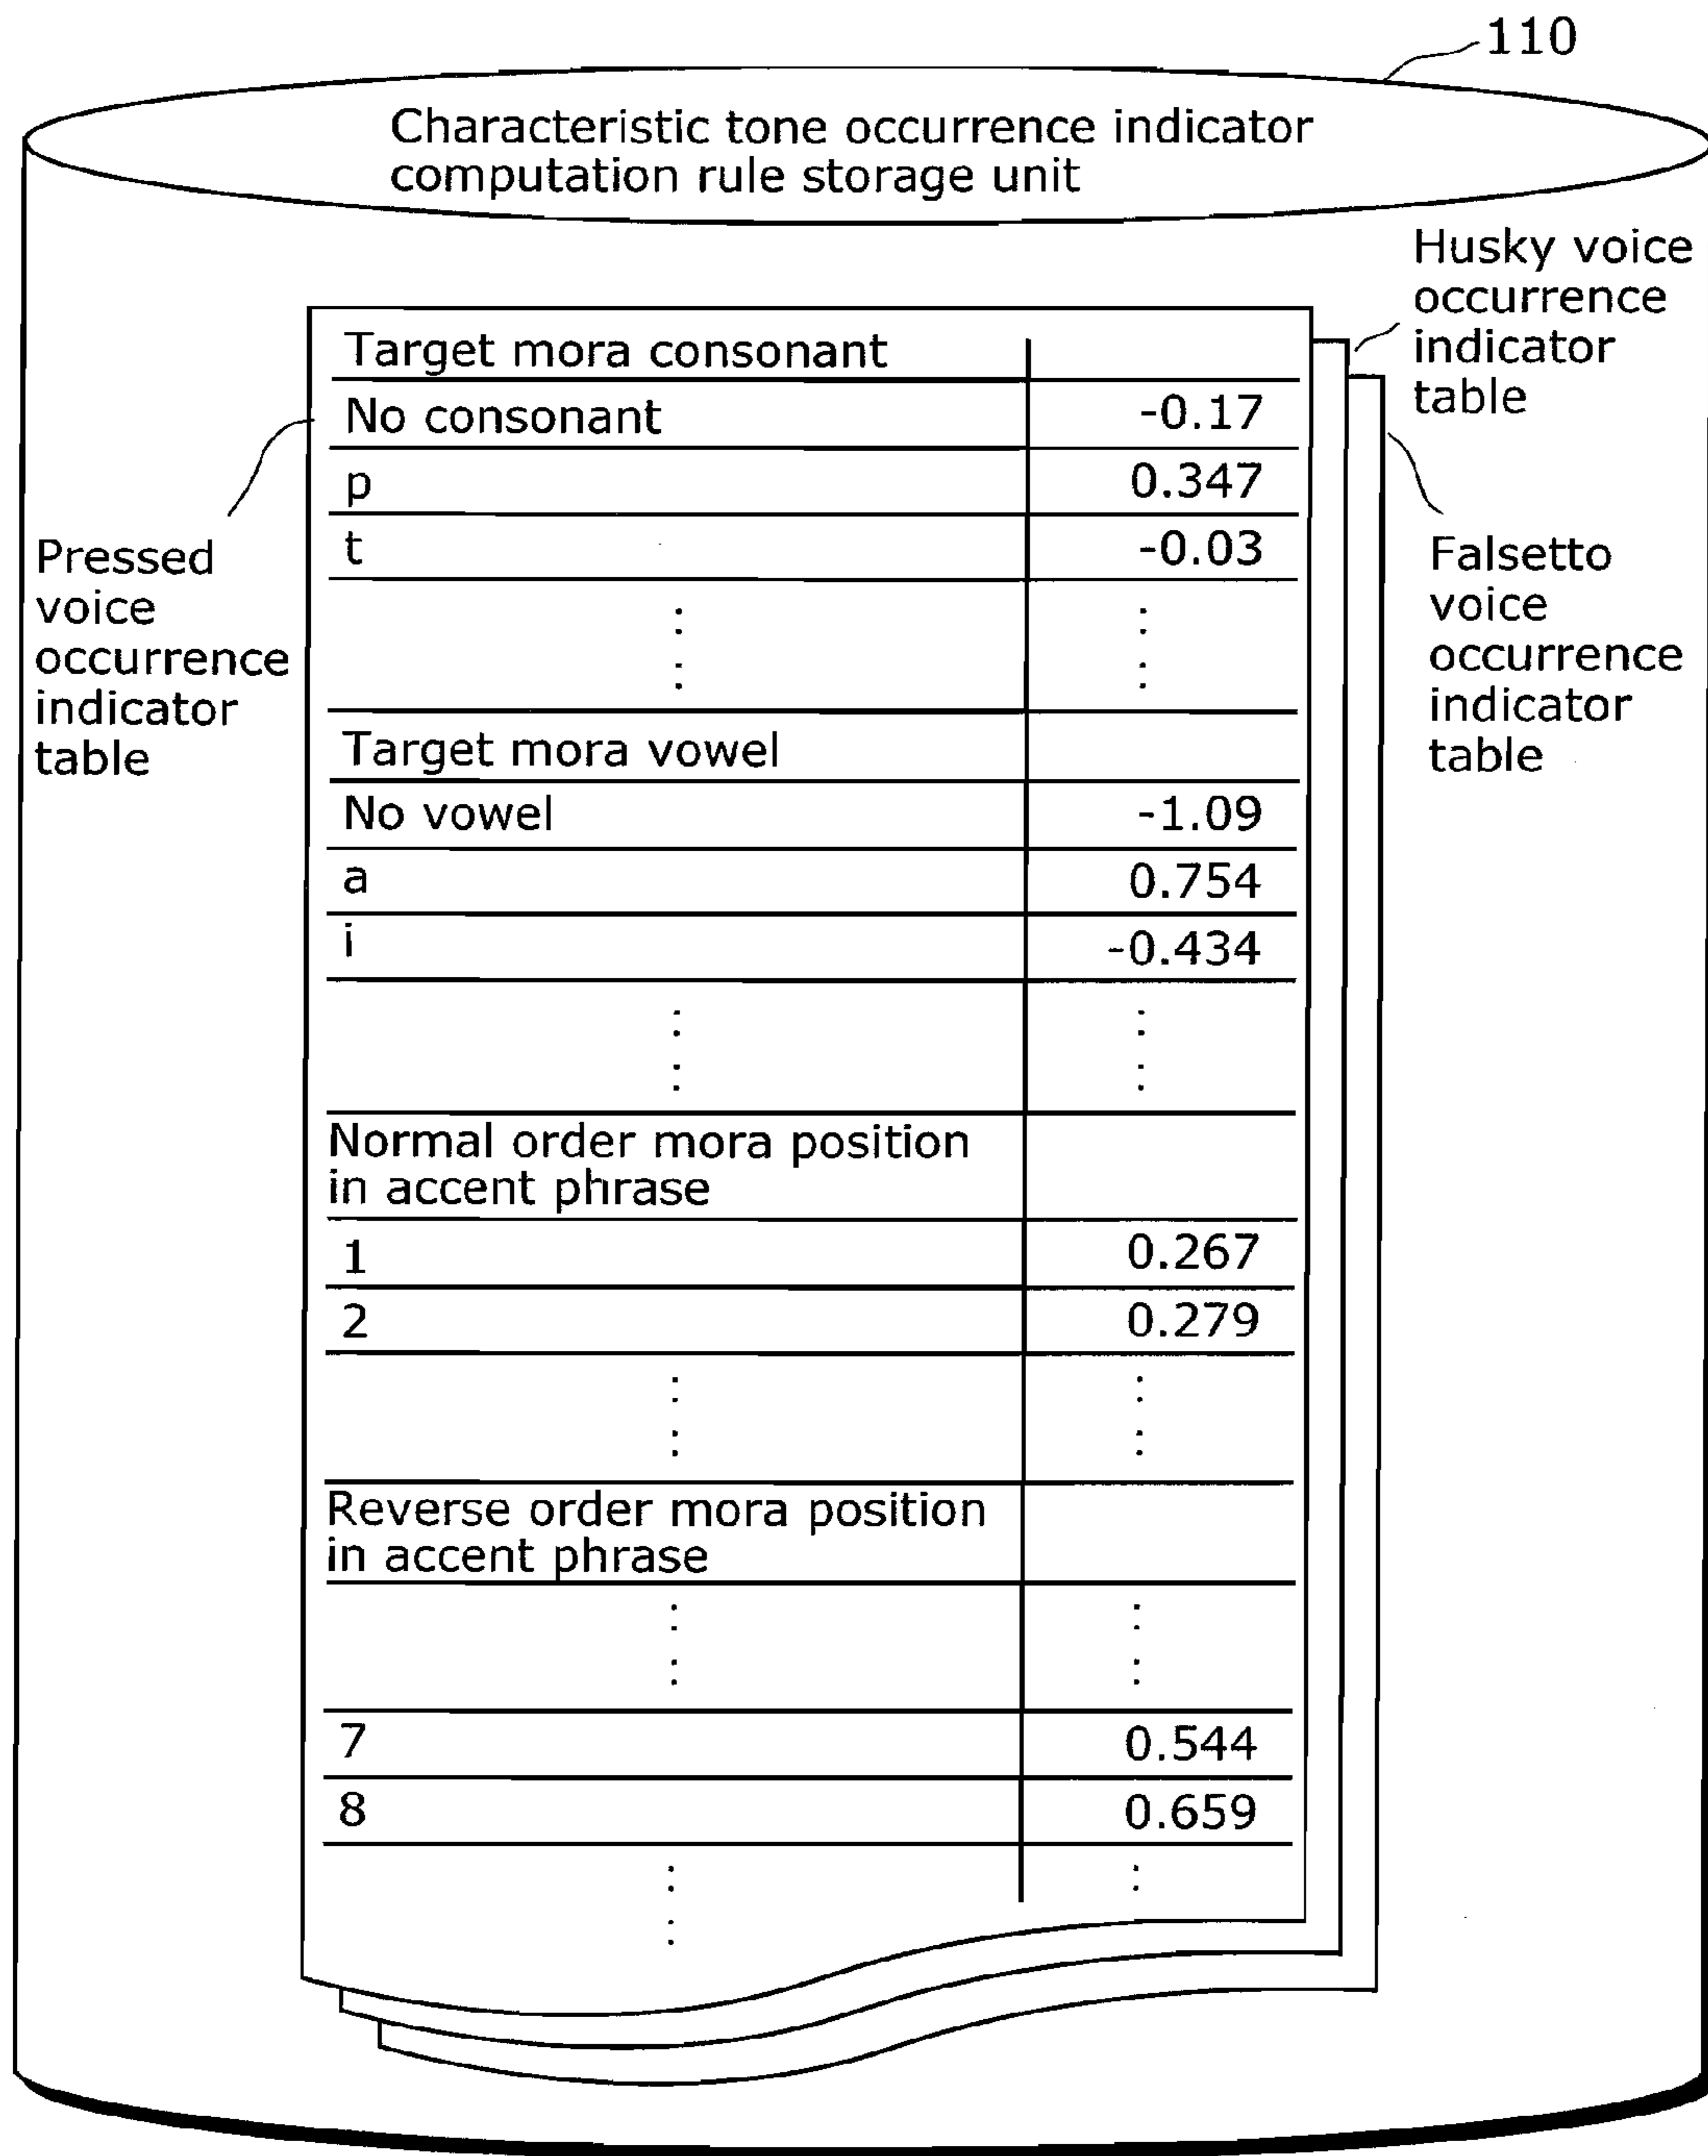 110
Characteristic tone occurrence indicator
computation rule storage unit
Husky voice
occurrence
indicator
table
Pressed
voice
occurrence
indicator
table
Falsetto
voice
occurrence
indicator
table
Target mora consonant
No consonant -0.17
p 0.347
t -0.03
Target mora vowel
No vowel -1.09
a 0.754
i -0.434
Normal order mora position
in accent phrase
1 0.267
2 0.279
Reverse order mora position
in accent phrase
7 0.544
8 0.659